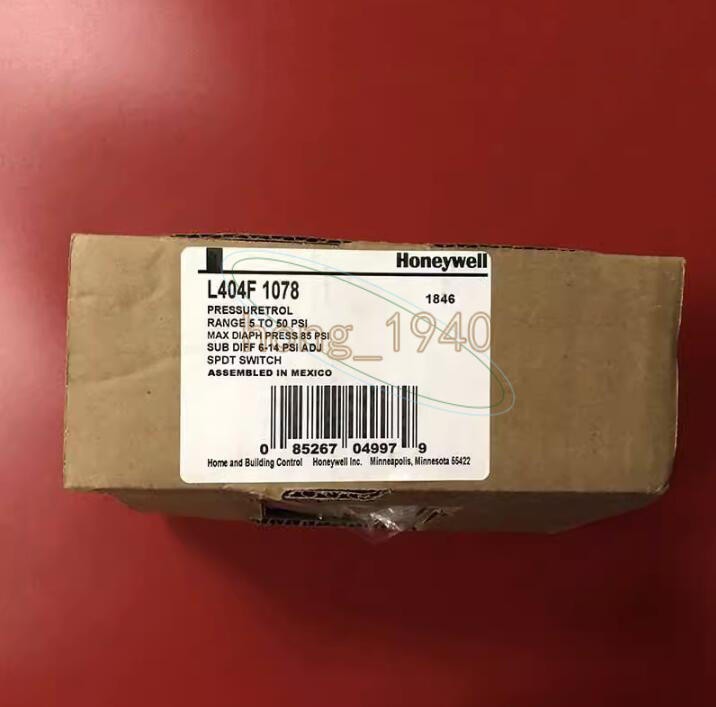 Honeywell
L404F 1078
1846
PRESSURETROL
RANGE 5 TO 50 PSI
MAX DIAPH PRESS 85 PSI
SUB DIFF 6-14 PSI ADJ
SPDT SWITCH
ASSEMBLED IN MEXICO
hong_1940
0 85267 04997 9
Home and Building Control Honeywell Inc. Minneapolis, Minnesota 55422